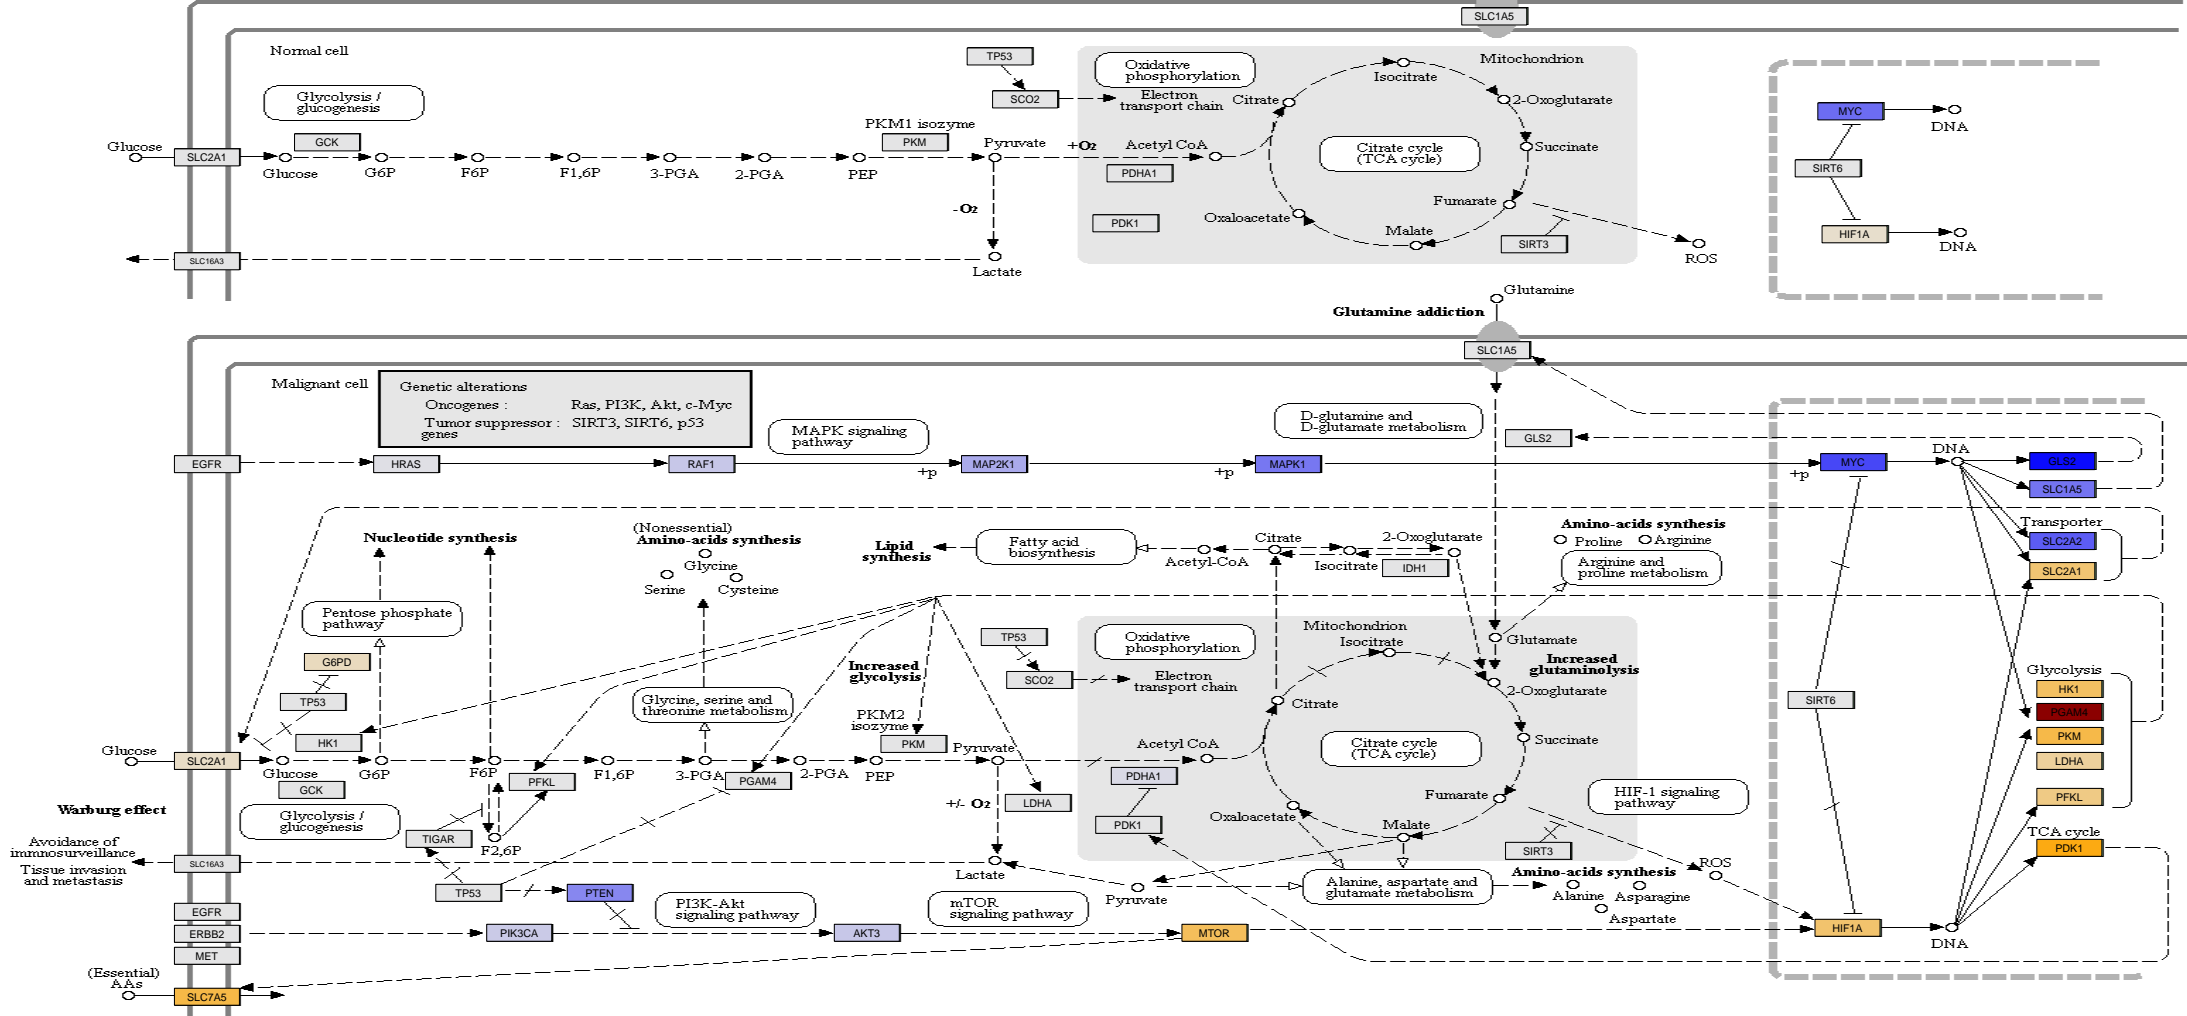 SLC1A5
Normal cell
TP53
Oxidative
phosphorylation
Mitochondrion
Isocitrate
Glycolysis /
glucogenesis
SCO2
Electron
transport chain
Citrate
2-Oxoglutarate
MYC
DNA
PKM1 isozyme
Glucose
SLC2A1
GCK
PKM
Pyruvate
+O2
Acetyl CoA
Citrate cycle
(TCA cycle)
Succinate
Glucose
G6P
F6P
F1,6P
3-PGA
2-PGA
PEP
PDHA1
SIRT6
-O2
PDK1
Oxaloacetate
Fumarate
Malate
SIRT3
ROS
HIF1A
DNA
SLC16A3
Lactate
Glutamine
Glutamine addiction
SLC1A5
Malignant cell
Genetic alterations
Oncogenes :
Ras, PI3K, Akt, c-Myc
Tumor suppressor :
SIRT3, SIRT6, p53
genes
MAPK signaling
pathway
D-glutamine and
D-glutamate metabolism
GLS2
EGFR
HRAS
RAF1
+p
MAP2K1
+p
MAPK1
+p
MYC
DNA
GLS2
SLC1A5
Nucleotide synthesis
(Nonessential)
Amino-acids synthesis
Glycine
Serine
Cysteine
Lipid
synthesis
Fatty acid
biosynthesis
Acetyl-CoA
Citrate
Isocitrate
2-Oxoglutarate
IDH1
Amino-acids synthesis
Proline
Arginine
Arginine and
proline metabolism
Transporter
SLC2A2
SLC2A1
Pentose phosphate
pathway
G6PD
TP53
HK1
Increased
glycolysis
TP53
SCO2
Oxidative
phosphorylation
Electron
transport chain
Mitochondrion
Isocitrate
Glutamate
Increased
glutaminolysis
2-Oxoglutarate
Glycine, serine and
threonine metabolism
PKM2
isozyme
PKM
Citrate
SIRT6
Glycolysis
HK1
PGAM4
PKM
LDHA
PFKL
Glucose
SLC2A1
Glucose
GCK
G6P
F6P
PFKL
F1,6P
3-PGA
PGAM4
2-PGA
PEP
Pyruvate
Acetyl CoA
PDHA1
Citrate cycle
(TCA cycle)
Succinate
Warburg effect
Glycolysis /
glucogenesis
TIGAR
F2,6P
+/- O2
LDHA
PDK1
Oxaloacetate
Fumarate
Malate
SIRT3
HIF-1 signaling
pathway
TCA cycle
PDK1
Avoidance of
immnosurveillance
Tissue invasion
and metastasis
SLC16A3
TP53
PTEN
Lactate
Pyruvate
Alanine, aspartate and
glutamate metabolism
Amino-acids synthesis
Alanine
Asparagine
Aspartate
ROS
EGFR
ERBB2
MET
PIK3CA
PI3K-Akt
signaling pathway
AKT3
mTOR
signaling pathway
MTOR
HIF1A
DNA
(Essential)
AAs
SLC7A5